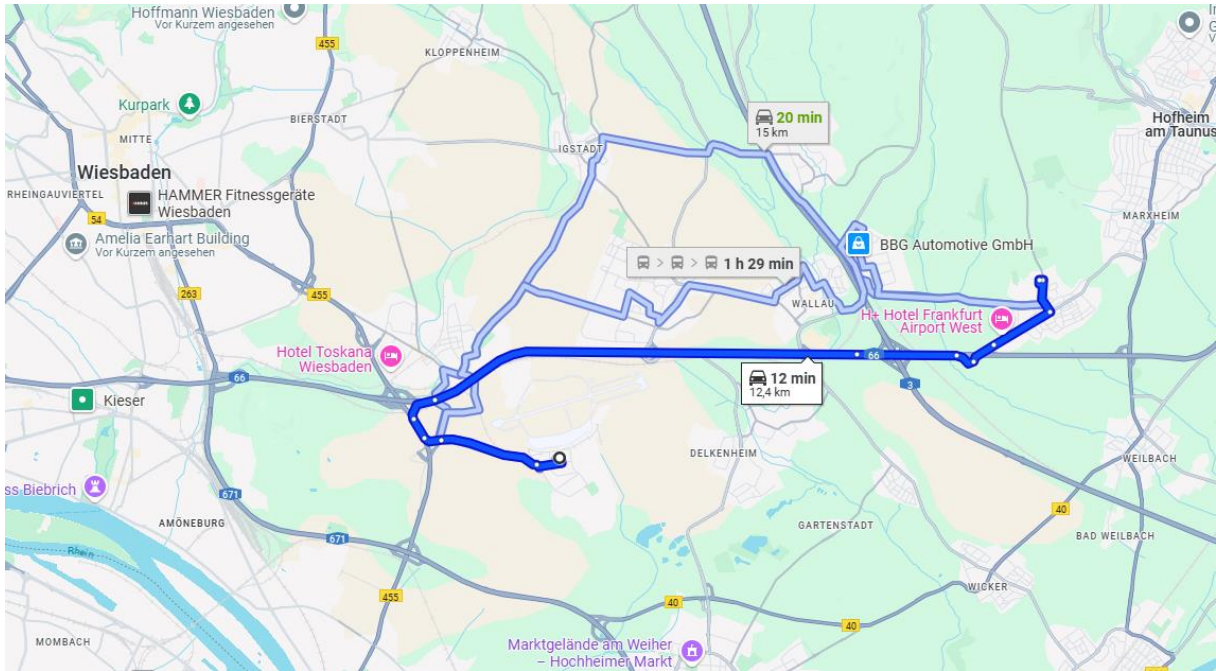 Hoffmann Wiesbaden
Vor Kurzem angesehen
455
KLOPPENHEIM
Kurpark
MITTE
BIERSTADT
20 min
15 km
Hofheim
am Taunus
IGSTADT
Wiesbaden
RHEINGAUVIERTEL
HAMMER Fitnessgeräte
Wiesbaden
54
MARXHEIM
Amelia Earhart Building
Vor Kurzem angesehen
BBG Automotive GmbH
1 h 29 min
263
455
WALLAU
H+ Hotel Frankfurt
Airport West
Hotel Toskana
Wiesbaden
66
66
12 min
12,4 km
3
Kieser
DELKENHEIM
WEILBACH
ss Biebrich
671
AMÖNEBURG
671
GARTENSTADT
40
BAD WEILBACH
Rhein
WICKER
455
40
40
MOMBACH
Marktgelände am Weiher
– Hochheimer Markt